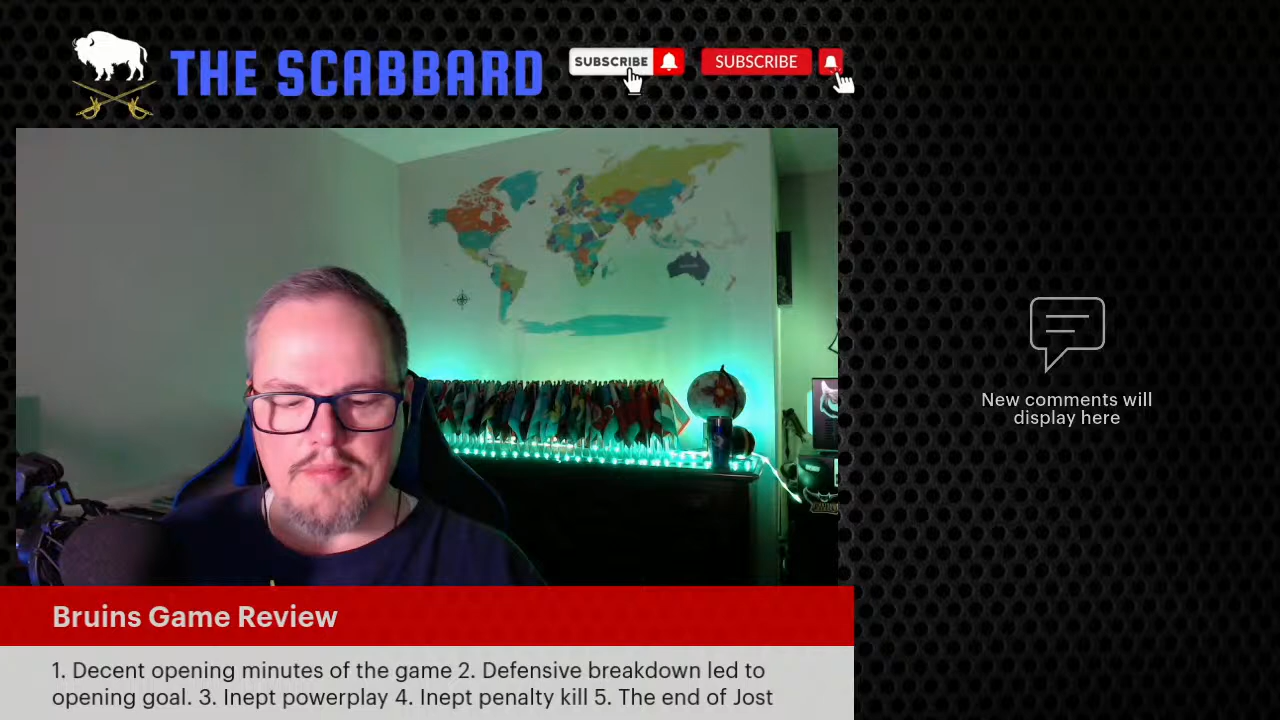 THE SCABBARD
SUBSCRIBE
SUBSCRIBE
New comments will
display here
Bruins Game Review
1. Decent opening minutes of the game 2. Defensive breakdown led to
opening goal. 3. Inept powerplay 4. Inept penalty kill 5. The end of Jost